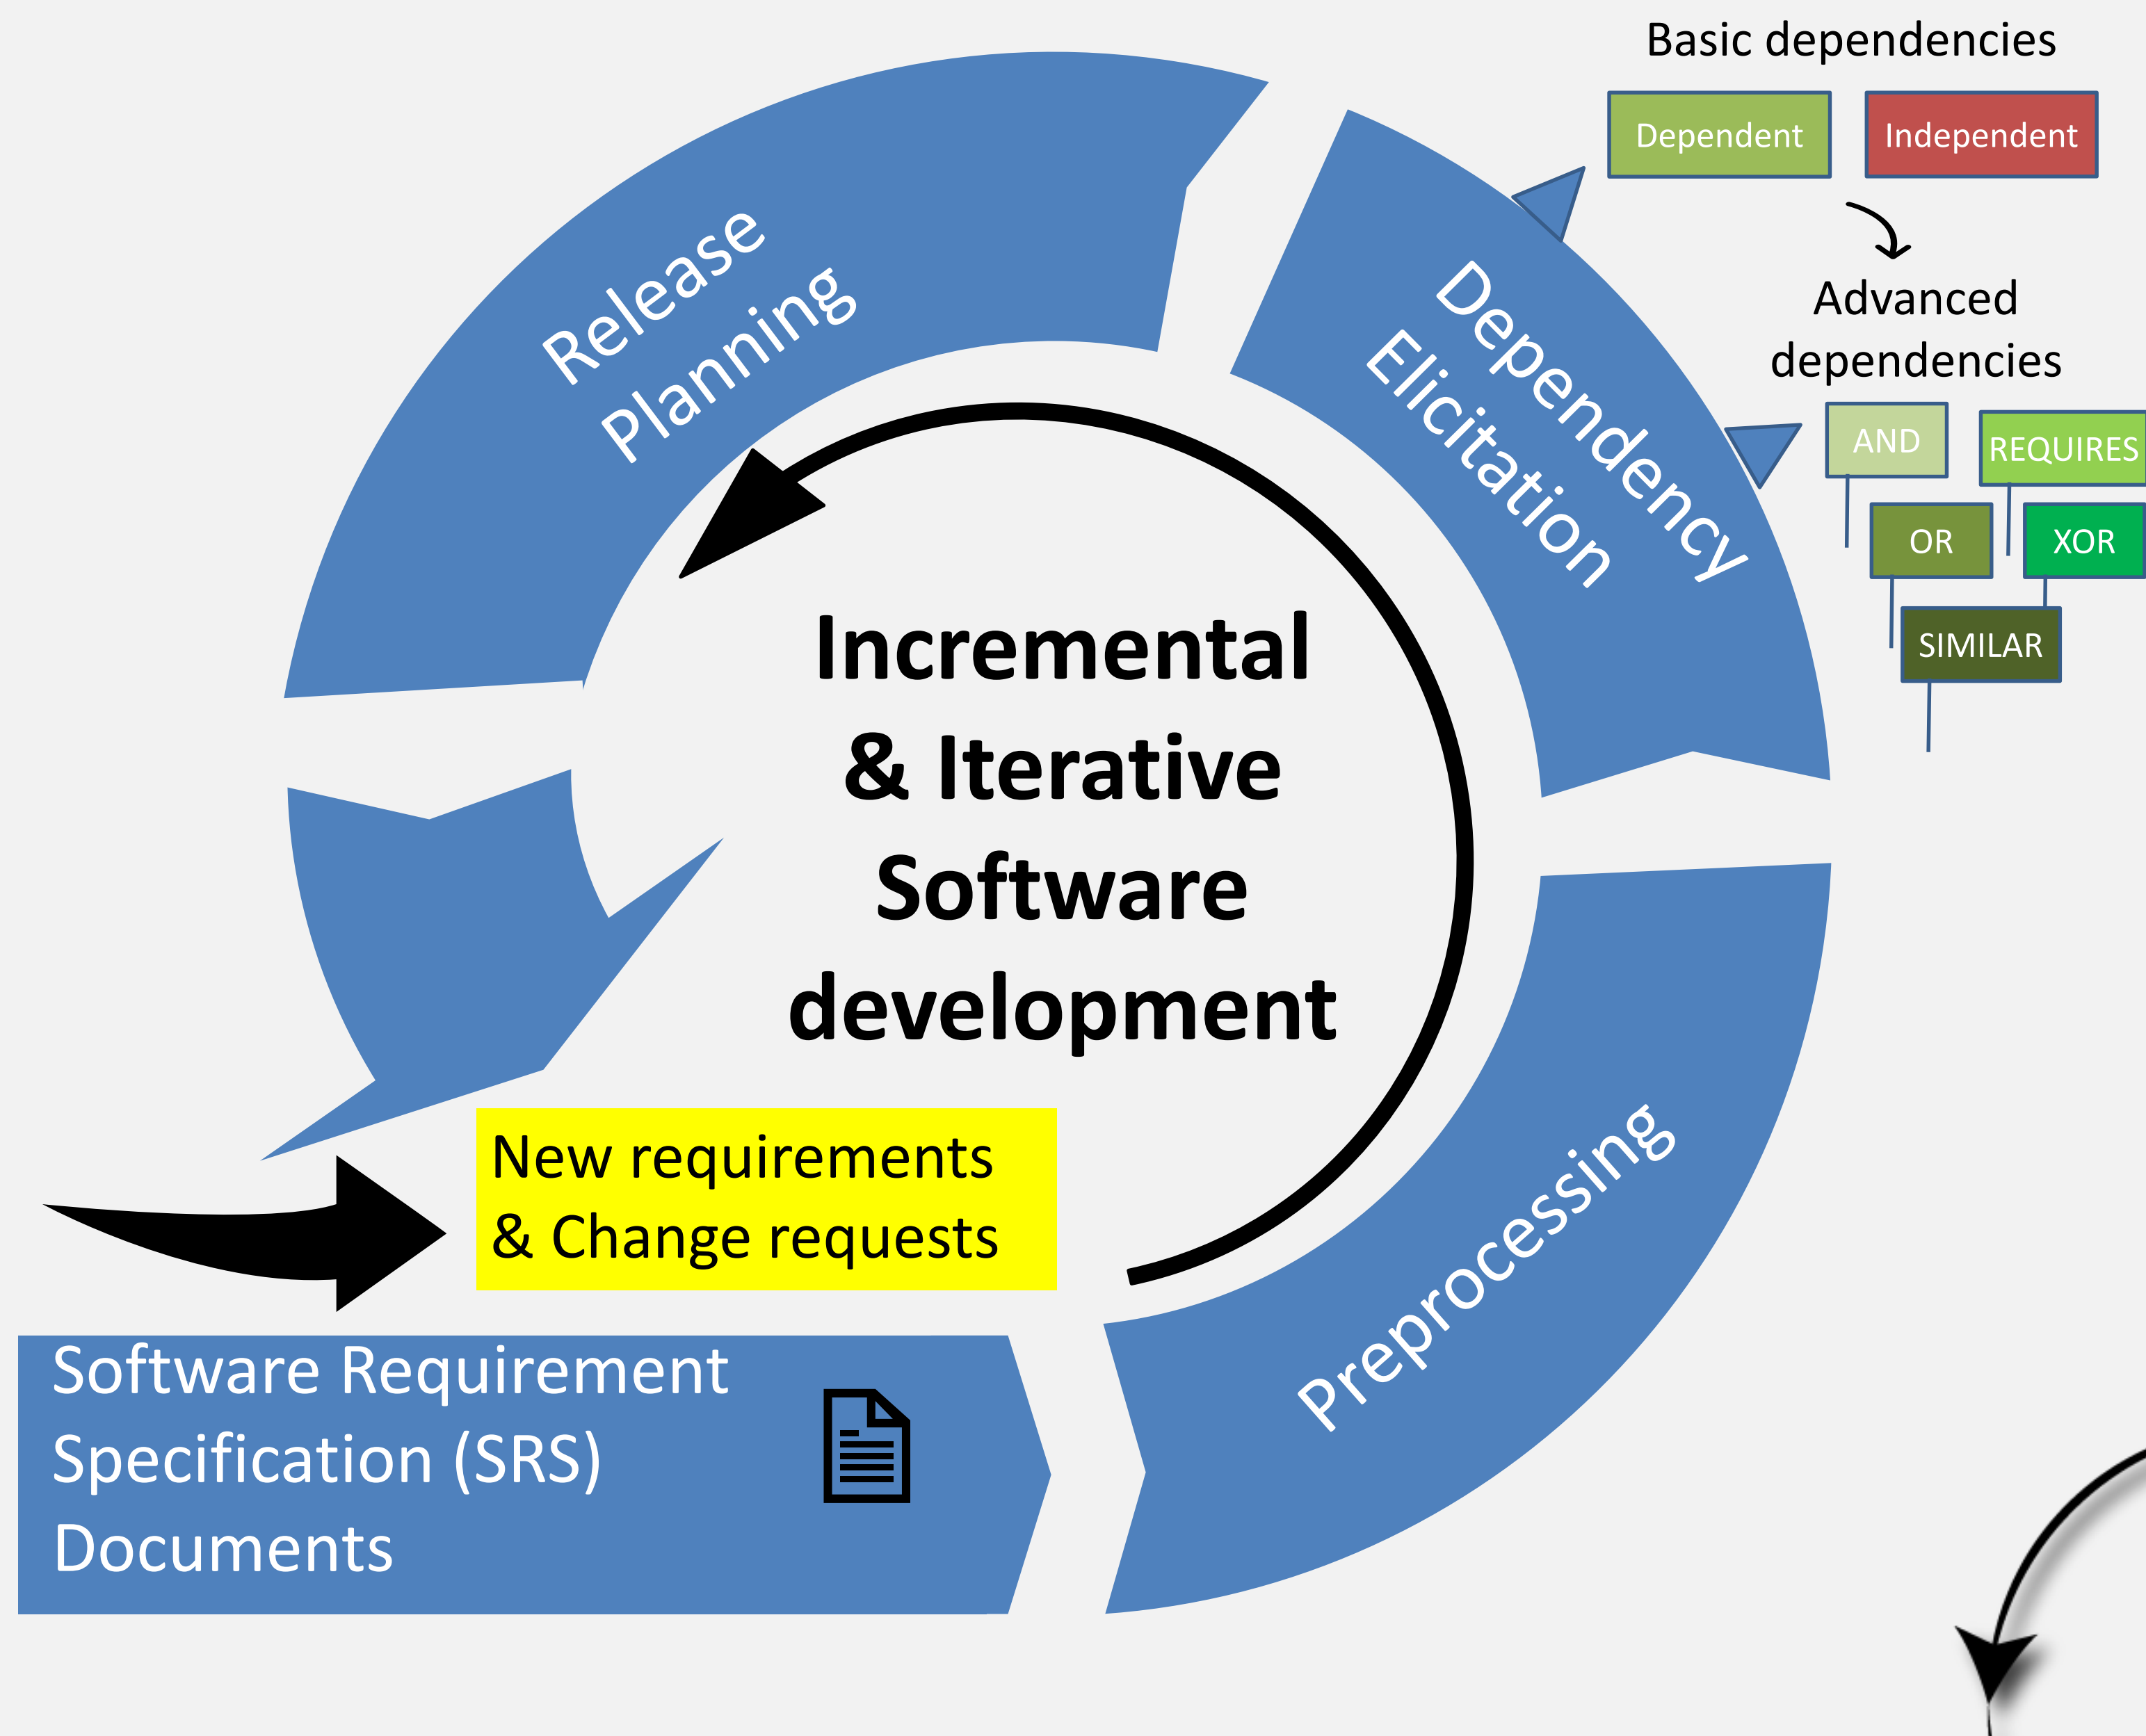 Basic dependencies
Dependent
Independent
Advanced
dependencies
AND
REQUIRES
OR
XOR
SIMILAR
Release
Planning
Dependency
Elicitation
Incremental
& Iterative
Software
development
New requirements
& Change requests
Preprocessing
Software Requirement
Specification (SRS)
Documents